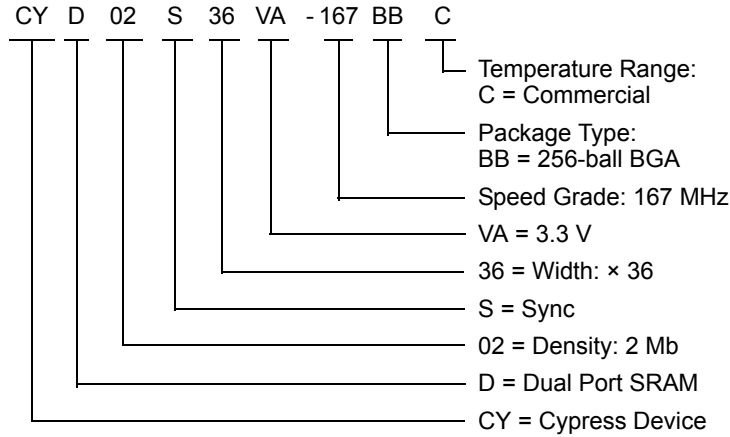 CY D 02 S 36 VA - 167 BB C
Temperature Range:
C = Commercial
Package Type:
BB = 256-ball BGA
Speed Grade: 167 MHz
VA = 3.3 V
36 = Width: × 36
S = Sync
02 = Density: 2 Mb
D = Dual Port SRAM
CY = Cypress Device